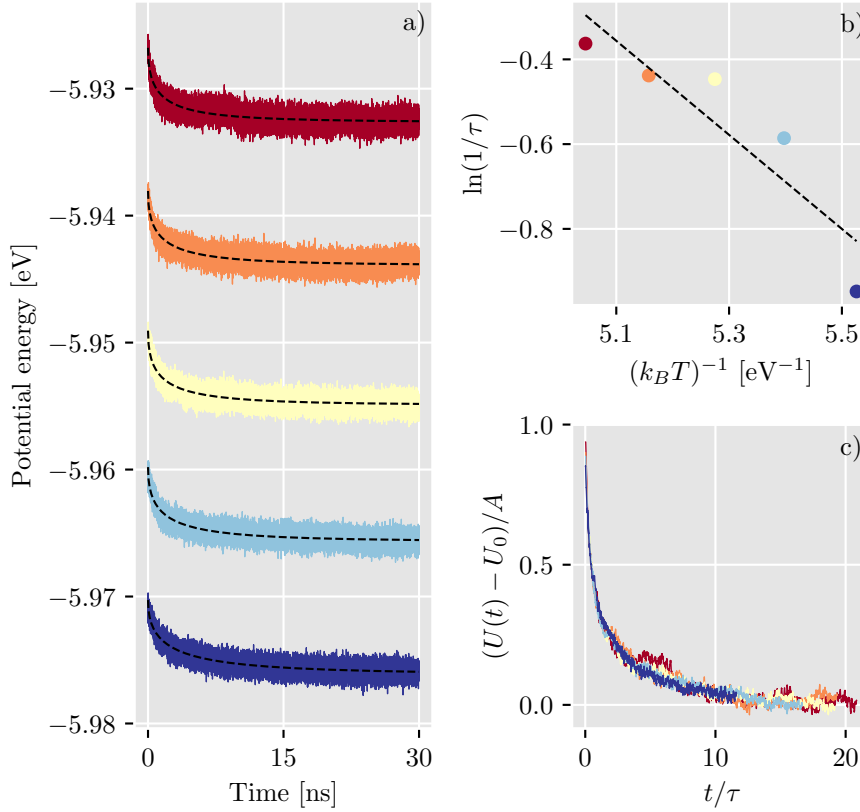 a)
−5.93
−5.94
−5.95
−5.96
−5.97
−5.98
Potential energy [eV]
0
15
30
Time [ns]
b)
−0.4
−0.6
−0.8
ln(1/τ)
5.1
5.3
5.5
(k_BT)⁻¹ [eV⁻¹]
c)
1.0
0.5
0.0
(U(t) − U₀)/A
0
10
20
t/τ